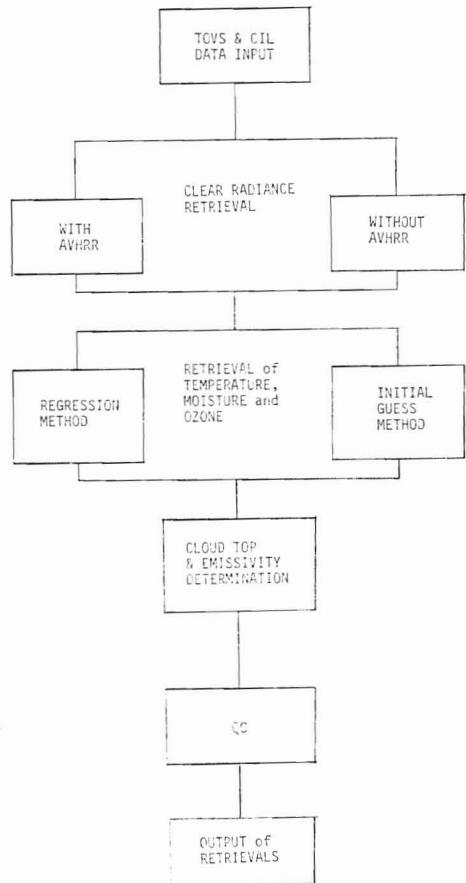 TOVS & CIL
DATA INPUT
CLEAR RADIANCE
RETRIEVAL
WITH
AVHRR
WITHOUT
AVHRR
RETRIEVAL of
TEMPERATURE,
MOISTURE and
OZONE
REGRESSION
METHOD
INITIAL
GUESS
METHOD
CLOUD TOP
& EMISSIVITY
DETERMINATION
QC
OUTPUT of
RETRIEVALS